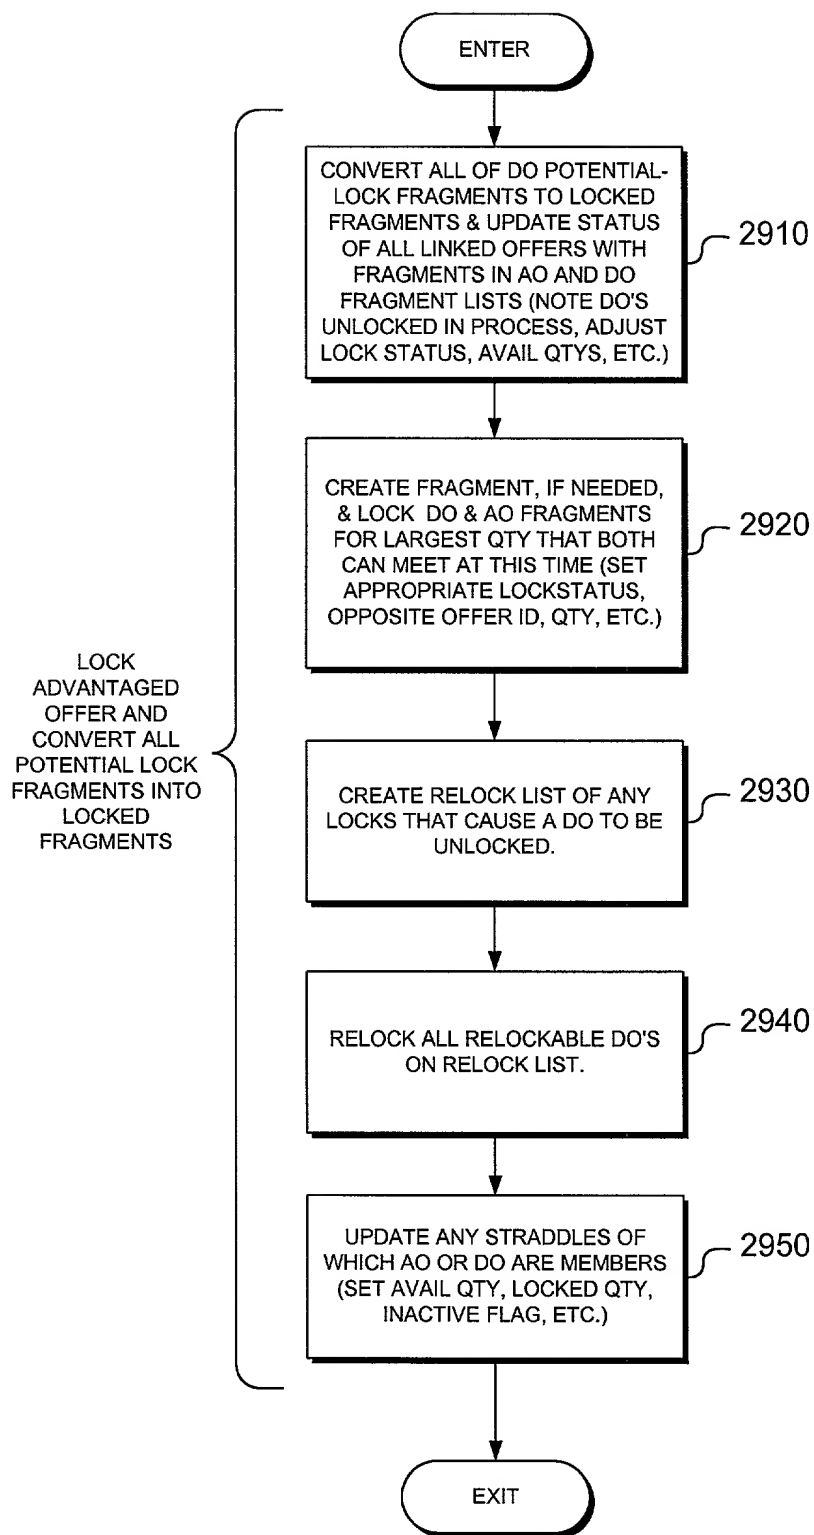 ENTER
CONVERT ALL OF DO POTENTIAL-
LOCK FRAGMENTS TO LOCKED
FRAGMENTS & UPDATE STATUS
OF ALL LINKED OFFERS WITH
FRAGMENTS IN AO AND DO
FRAGMENT LISTS (NOTE DO'S
UNLOCKED IN PROCESS, ADJUST
LOCK STATUS, AVAIL QTYS, ETC.)
2910
CREATE FRAGMENT, IF NEEDED,
& LOCK DO & AO FRAGMENTS
FOR LARGEST QTY THAT BOTH
CAN MEET AT THIS TIME (SET
APPROPRIATE LOCKSTATUS,
OPPOSITE OFFER ID, QTY, ETC.)
2920
LOCK
ADVANTAGED
OFFER AND
CONVERT ALL
POTENTIAL LOCK
FRAGMENTS INTO
LOCKED
FRAGMENTS
CREATE RELOCK LIST OF ANY
LOCKS THAT CAUSE A DO TO BE
UNLOCKED.
2930
RELOCK ALL RELOCKABLE DO'S
ON RELOCK LIST.
2940
UPDATE ANY STRADDLES OF
WHICH AO OR DO ARE MEMBERS
(SET AVAIL QTY, LOCKED QTY,
INACTIVE FLAG, ETC.)
2950
EXIT